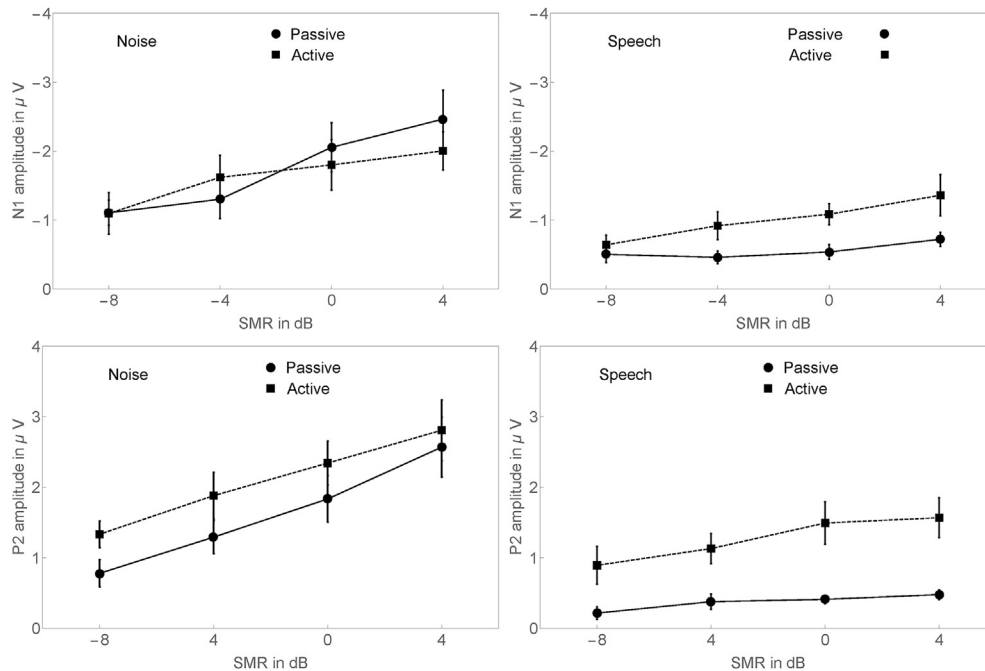 Noise
Passive
Active
N1 amplitude in μ V
−4
−3
−2
−1
0
−8
−4
0
4
SMR in dB
Speech
Passive
Active
N1 amplitude in μ V
−4
−3
−2
−1
0
−8
−4
0
4
SMR in dB
Noise
Passive
Active
P2 amplitude in μ V
4
3
2
1
0
−8
4
0
4
SMR in dB
Speech
Passive
Active
P2 amplitude in μ V
4
3
2
1
0
−8
4
0
4
SMR in dB